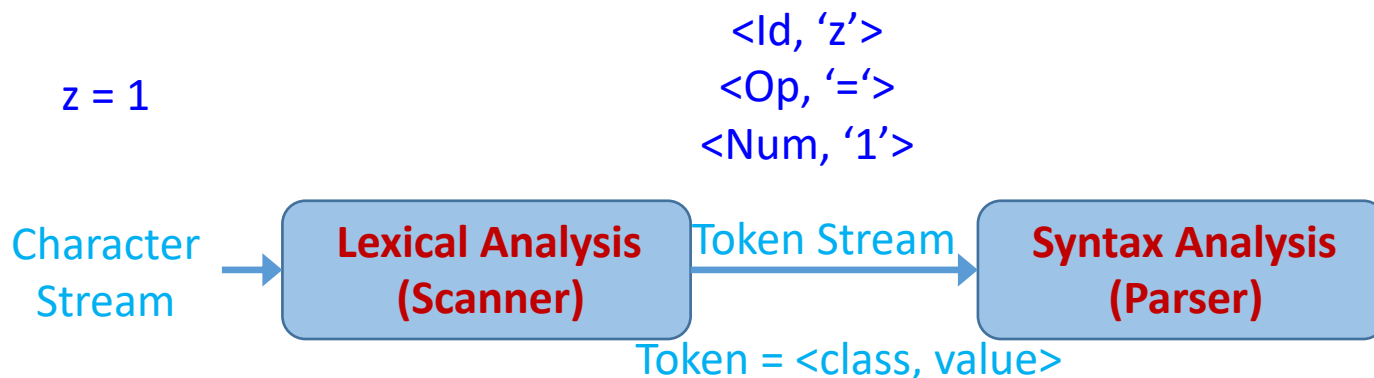 <Id, ‘z’>
<Op, ‘=‘>
<Num, ‘1’>
z = 1
Character
Stream
Lexical Analysis
(Scanner)
Token Stream
Syntax Analysis
(Parser)
Token = <class, value>